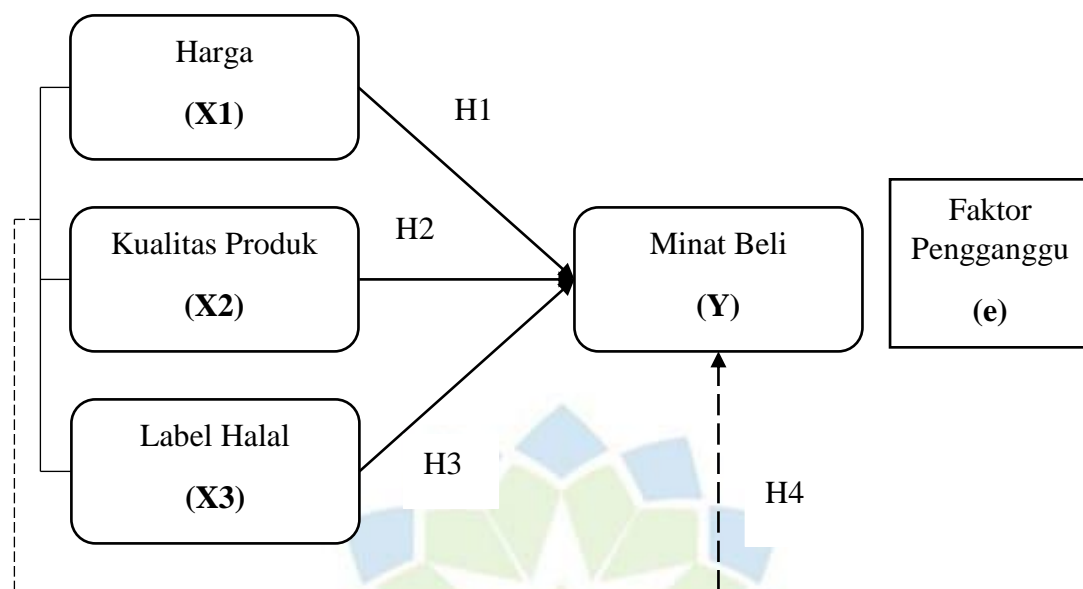 Harga
(X1)
H1
Kualitas Produk
(X2)
H2
Label Halal
(X3)
H3
Minat Beli
(Y)
H4
Faktor
Pengganggu
(e)